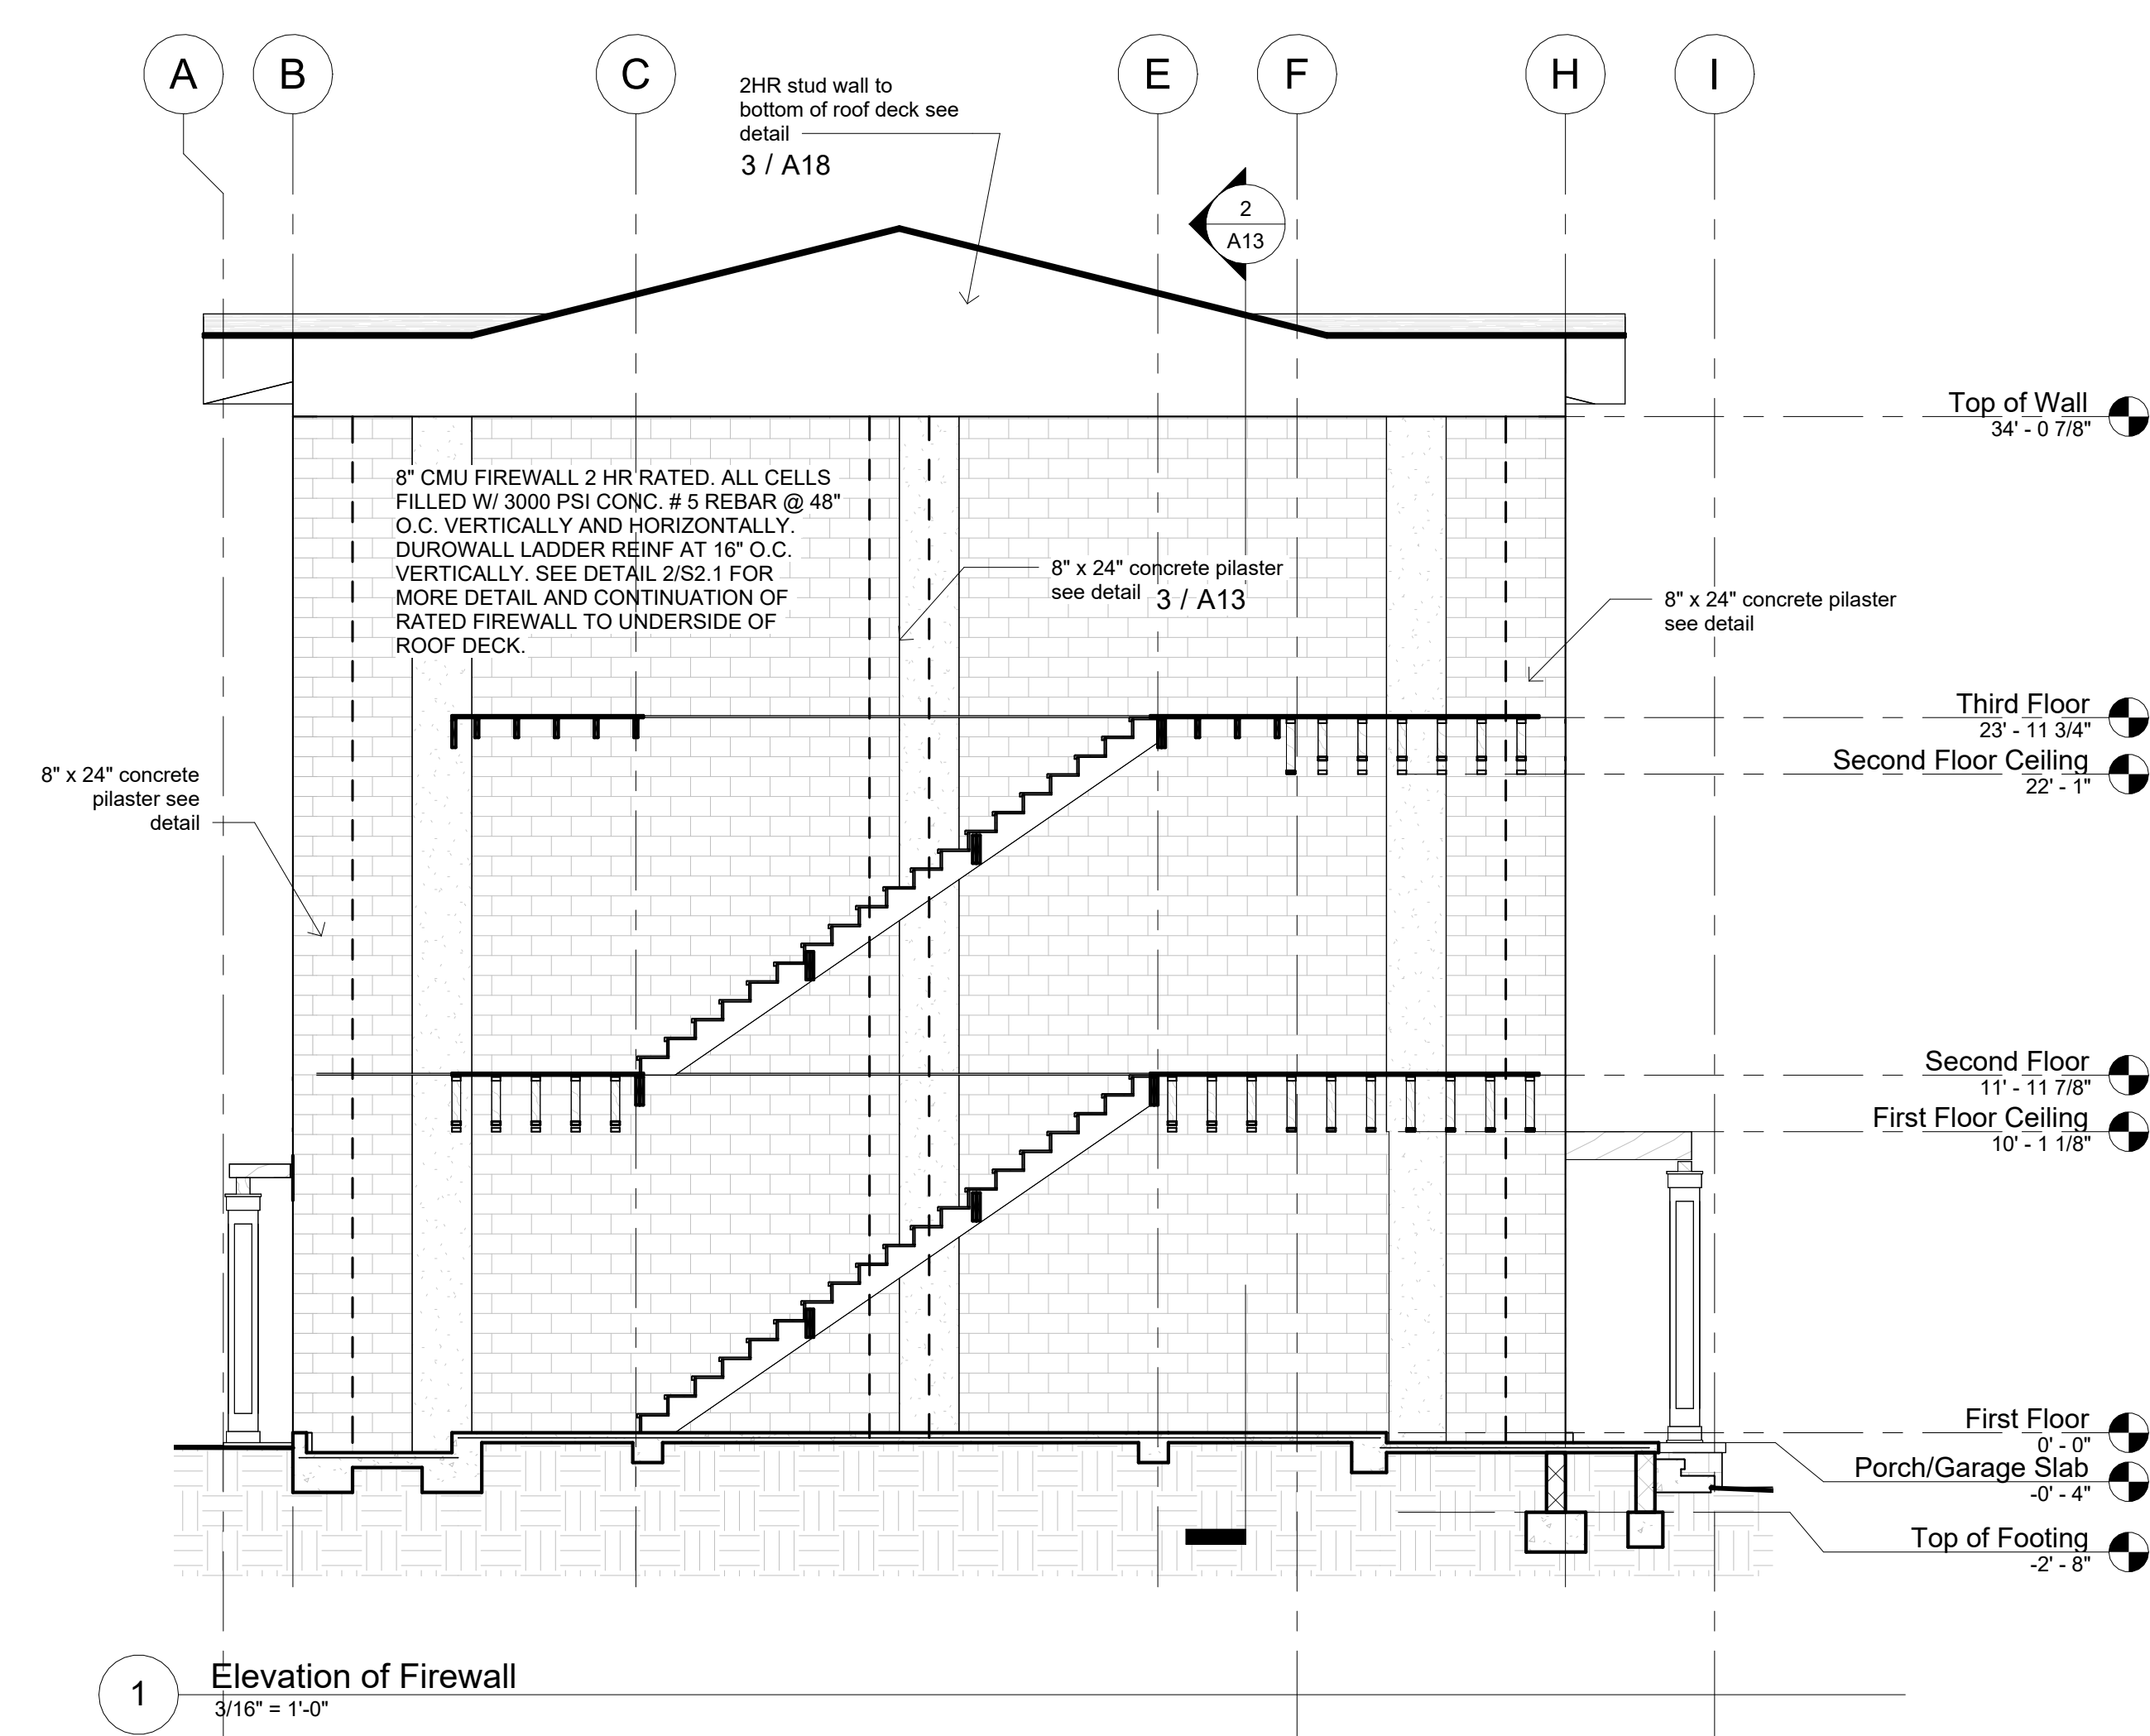 A
B
C
E
F
H
I
2HR stud wall to
bottom of roof deck see
detail
3 / A18
2
A13
Top of Wall
34' - 0 7/8"
8" CMU FIREWALL 2 HR RATED. ALL CELLS
FILLED W/ 3000 PSI CONC. # 5 REBAR @ 48"
O.C. VERTICALLY AND HORIZONTALLY.
DUROWALL LADDER REINF AT 16" O.C.
VERTICALLY. SEE DETAIL 2/S2.1 FOR
MORE DETAIL AND CONTINUATION OF
RATED FIREWALL TO UNDERSIDE OF
ROOF DECK.
8" x 24" concrete pilaster
see detail 3 / A13
8" x 24" concrete pilaster
see detail
Third Floor
23' - 11 3/4"
Second Floor Ceiling
22' - 1"
8" x 24" concrete
pilaster see
detail
Second Floor
11' - 11 7/8"
First Floor Ceiling
10' - 1 1/8"
First Floor
0' - 0"
Porch/Garage Slab
-0' - 4"
Top of Footing
-2' - 8"
1
Elevation of Firewall
3/16" = 1'-0"